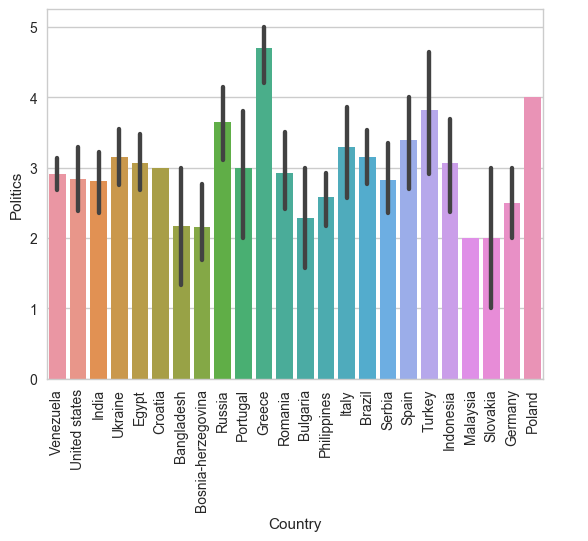 5
4
3
2
1
0
Politics
Venezuela
United states
India
Ukraine
Egypt
Croatia
Bangladesh
Bosnia-herzegovina
Russia
Portugal
Greece
Romania
Bulgaria
Philippines
Italy
Brazil
Serbia
Spain
Turkey
Indonesia
Malaysia
Slovakia
Germany
Poland
Country